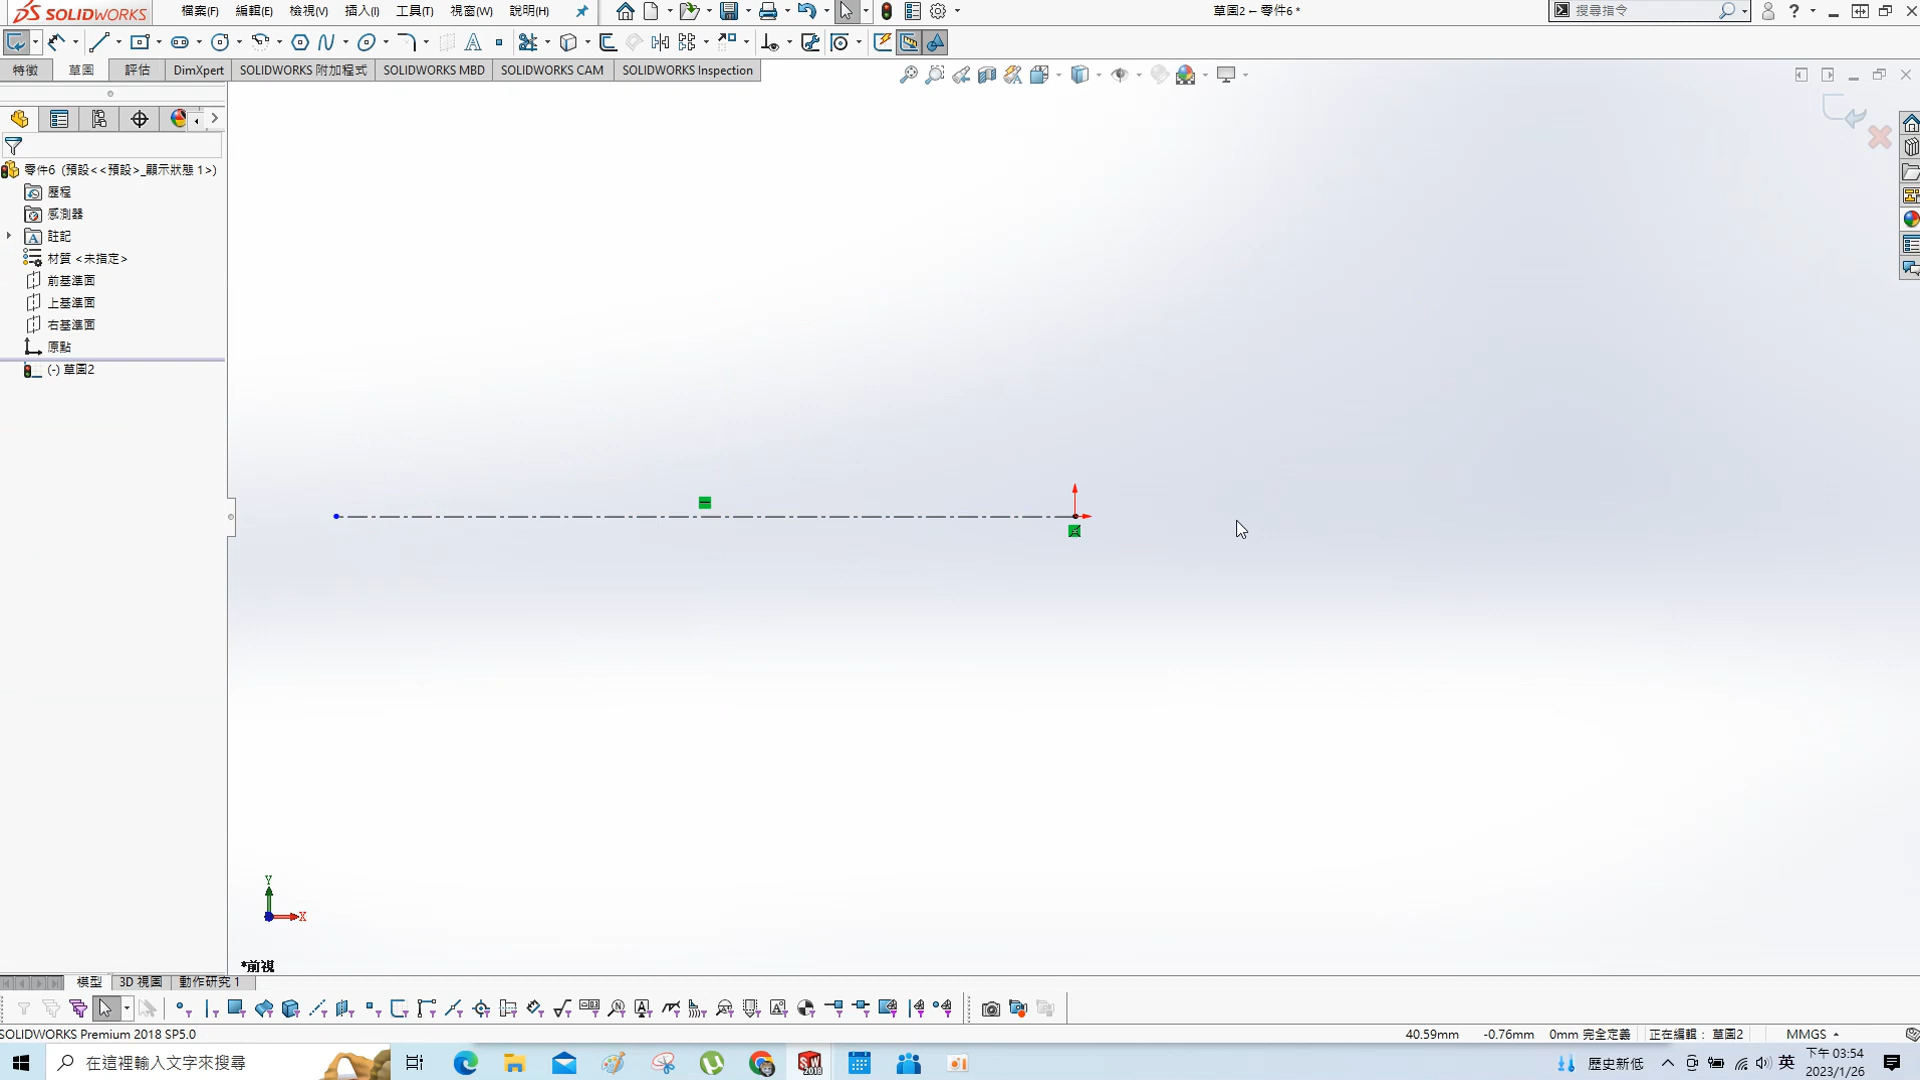 SOLIDWORKS 檔案(F) 編輯(E) 檢視(V) 插入(I) 工具(T) 視窗(W) 說明(H) 草圖2 - 零件6 * 搜尋指令
特徵 草圖 評估 DimXpert SOLIDWORKS 附加程式 SOLIDWORKS MBD SOLIDWORKS CAM SOLIDWORKS Inspection
零件6 (預設<<預設>_顯示狀態 1>)
歷程
感測器
註記
材質 <未指定>
前基準面
上基準面
右基準面
原點
(-) 草圖2
Y
X
*前視
模型 3D 視圖 動作研究 1
SOLIDWORKS Premium 2018 SP5.0 40.59mm -0.76mm 0mm 完全定義 正在編輯: 草圖2 MMGS
在這裡輸入文字來搜尋 歷史新低 英 下午 03:54
2023/1/26